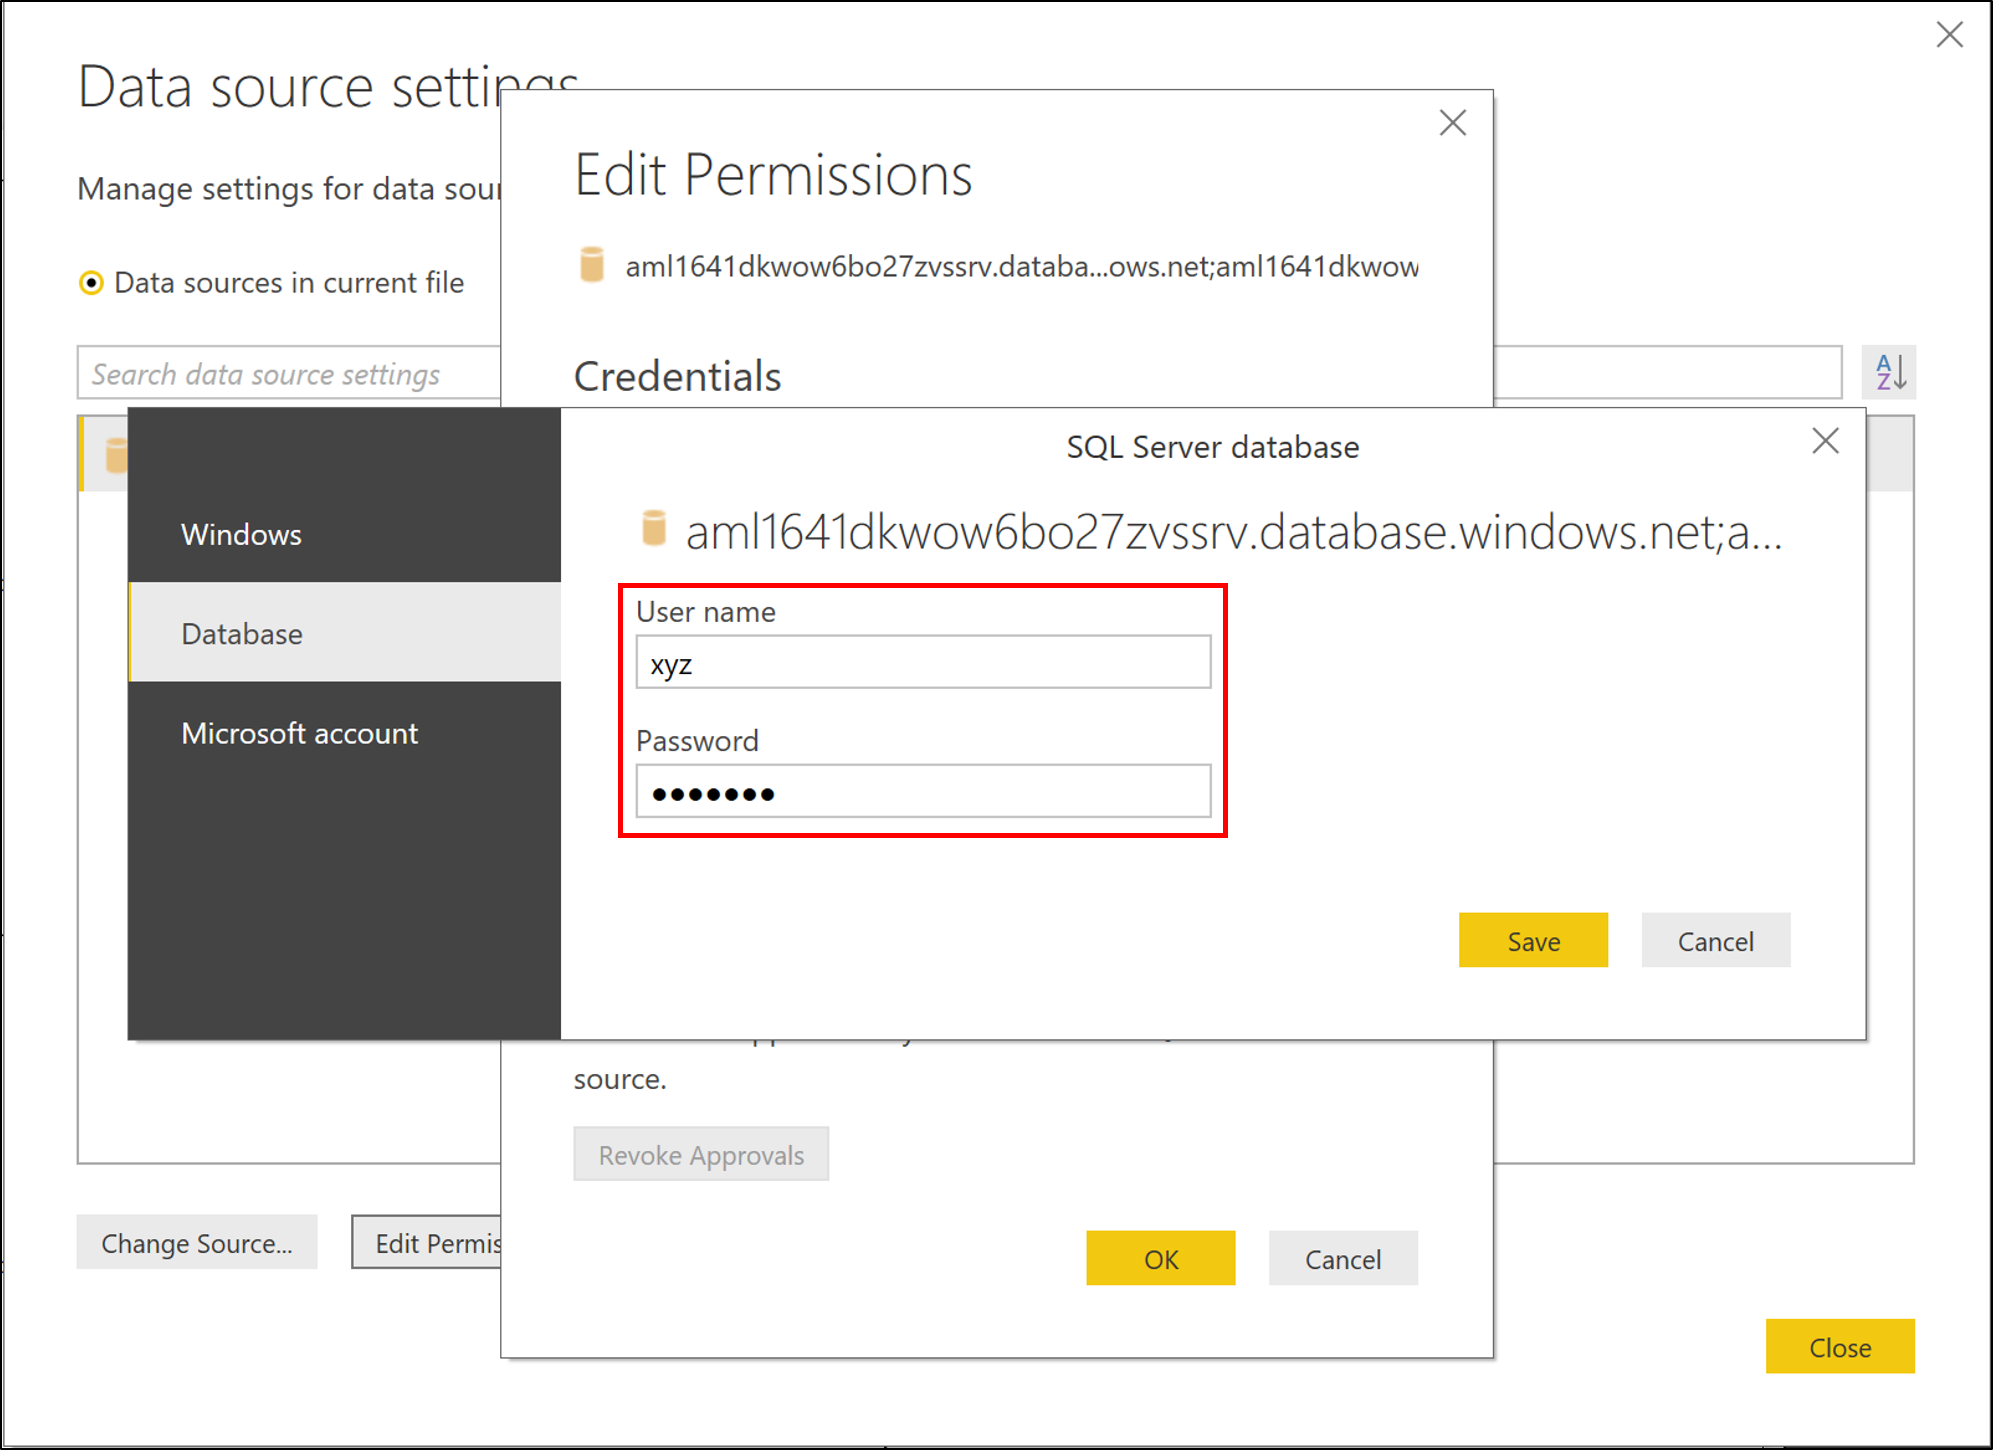 Data source settings
Manage settings for data sour
Data sources in current file
Search data source settings
A
Z
Edit Permissions
aml1641dkwow6bo27zvssrv.databa...ows.net;aml1641dkwow
Credentials
Windows
Database
Microsoft account
SQL Server database
aml1641dkwow6bo27zvssrv.database.windows.net;a...
User name
xyz
Password
●●●●●●●
Save
Cancel
source.
Revoke Approvals
OK
Cancel
Change Source...
Edit Permis
Close